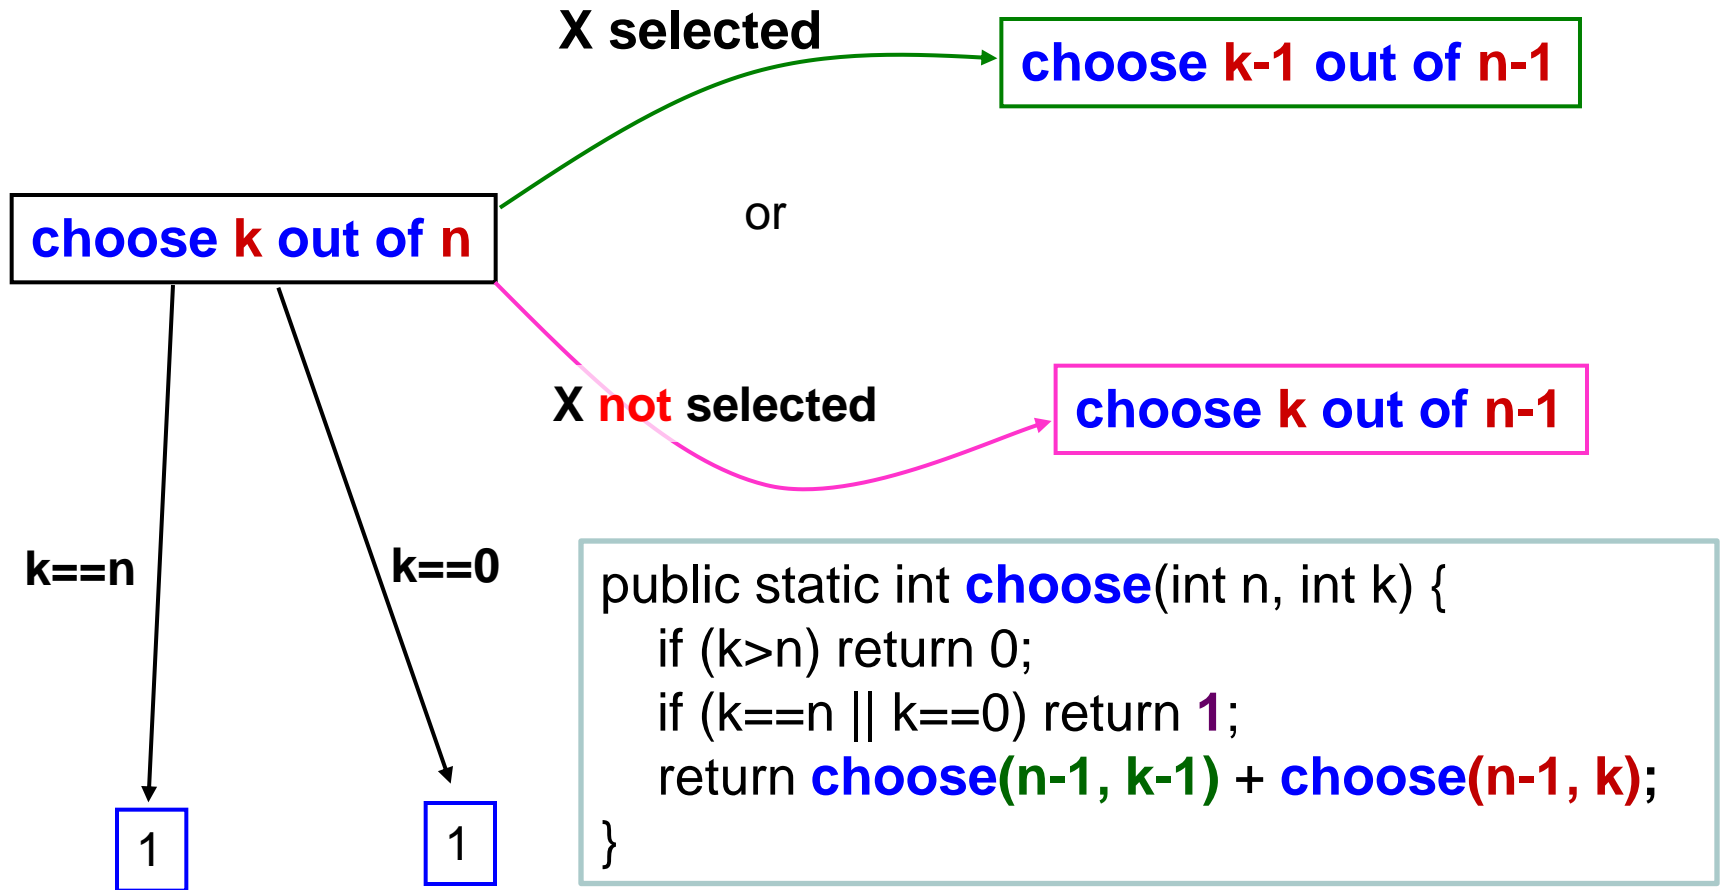 X selected
choose k-1 out of n-1
or
choose k out of n
X not selected
choose k out of n-1
k==n
k==0
public static int choose(int n, int k) {
if (k>n) return 0;
if (k==n || k==0) return 1;
return choose(n-1, k-1) + choose(n-1, k);
}
1
1